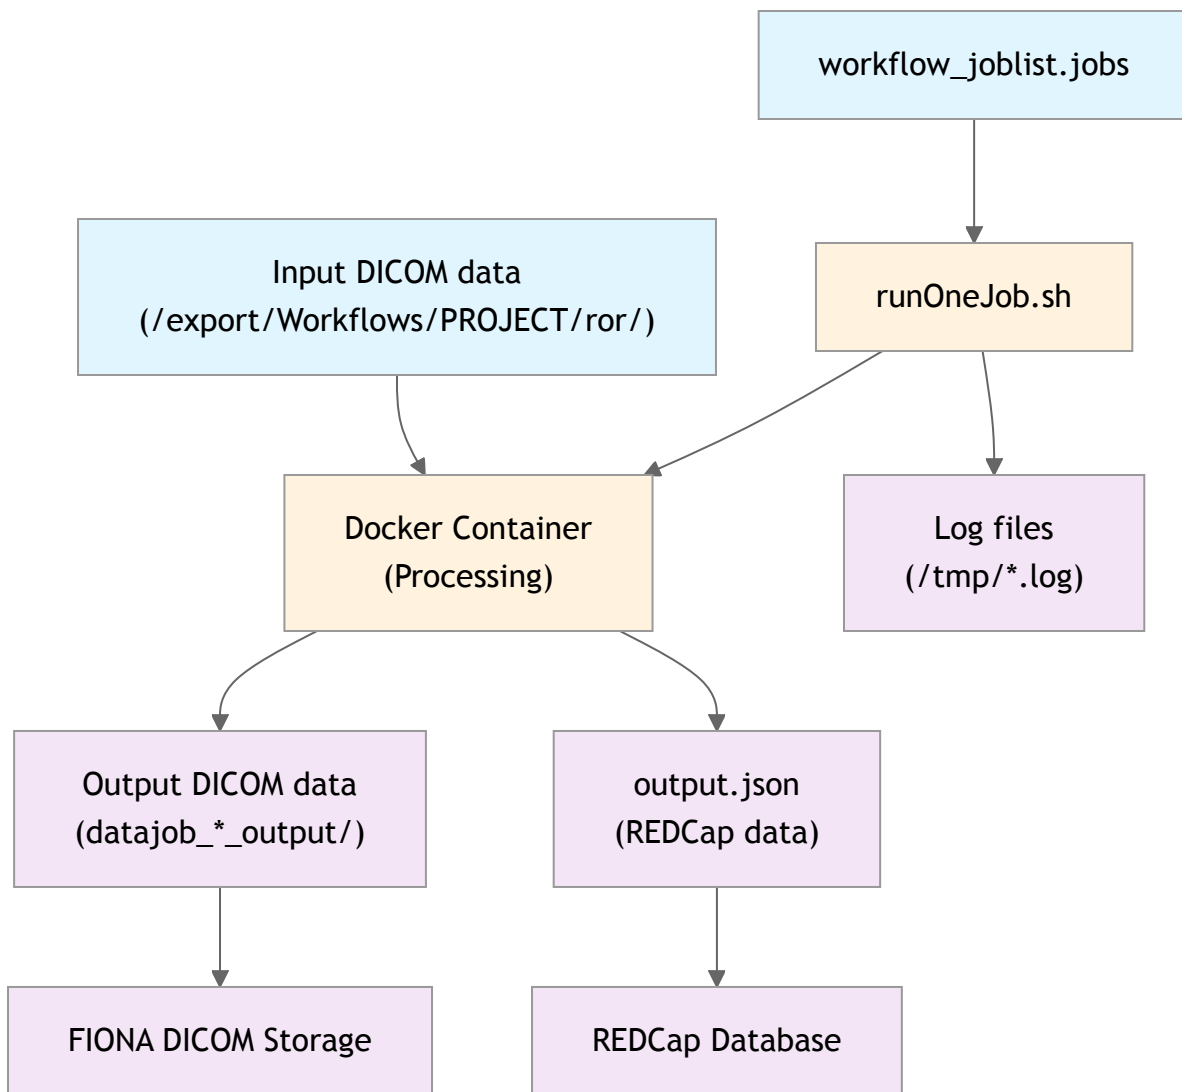 workflow_joblist.jobs
Input DICOM data
(/export/Workflows/PROJECT/ror/)
runOneJob.sh
Docker Container
(Processing)
Log files
(/tmp/*.log)
Output DICOM data
(datajob_*_output/)
output.json
(REDCap data)
FIONA DICOM Storage
REDCap Database